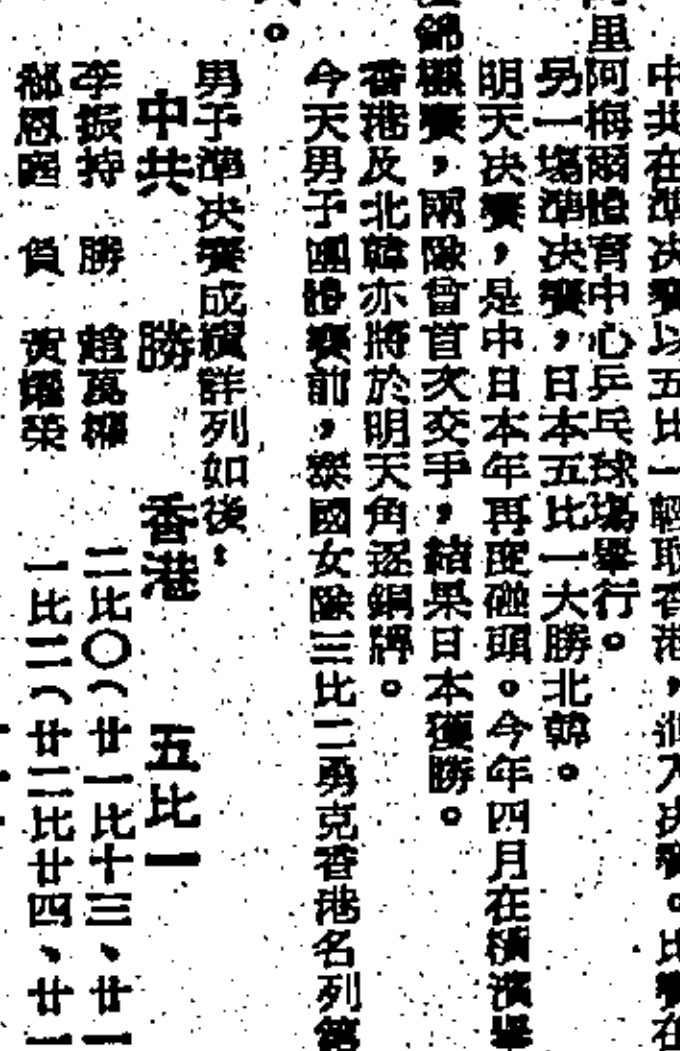 中共在準決賽以五比一輕取香港,進入決賽。比賽在
里阿梅爾體育中心乒乓球場舉行。
另一場準決賽,日本五比一大勝北韓。
明天決賽,是中日本年再度碰頭。今年四月在橫濱舉
錦標賽,兩隊曾首次交手,結果日本獲勝。
香港及北韓亦將於明天角逐銅牌。
今天男子團體賽前,泰國女隊三比二勇克香港名列第
。
男子準決賽成績詳列如後:
中共 勝 香港 五比一
李振持 勝 趙萬權 二比〇(廿一比十三、廿一
郗恩庭 負 黃耀榮 一比二(廿二比廿四、廿一